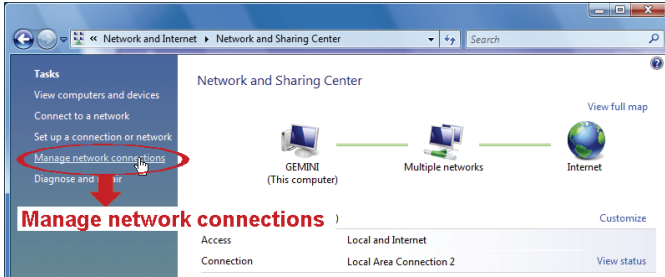 « Network and Inter ▸ Network and Sharing Center
Search
Tasks
View computers and devices
Connect to a network
Set up a connection or network
Manage network connections
Diagnose and
Manage network connections
Network and Sharing Center
View full map
GEMINI
(This computer)
Multiple networks
Internet
) Customize
Access Local and Internet
Connection Local Area Connection 2 View status